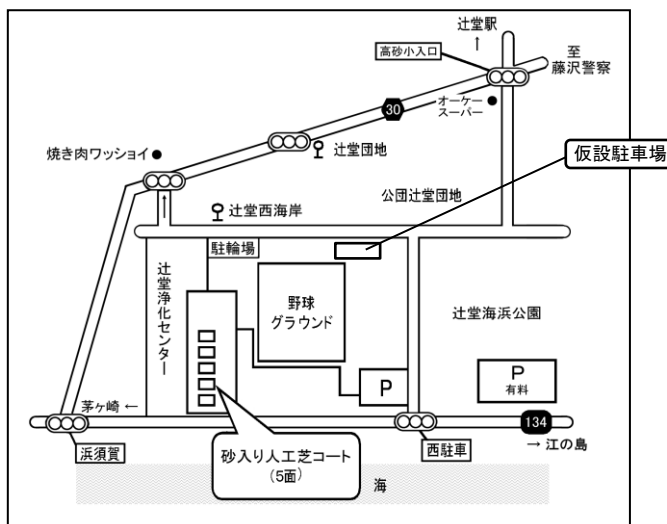 辻堂駅
↑
高砂小入口
至
藤沢警察
30
オーケー
スーパー
焼き肉ワッショイ
辻堂団地
仮設駐車場
公団辻堂団地
辻堂西海岸
↑
駐輪場
辻堂浄化センター
野球
グラウンド
辻堂海浜公園
P
P
有料
茅ヶ崎 ←
134
浜須賀
砂入り人工芝コート
(5面)
西駐車
→ 江の島
海